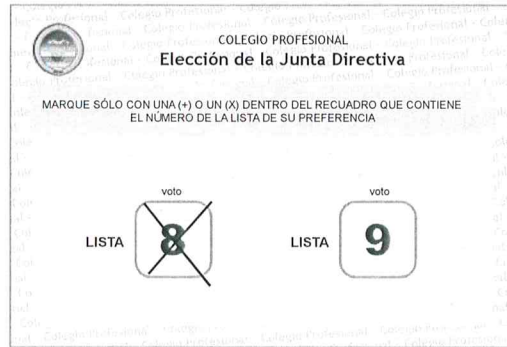 COLEGIO PROFESIONAL
Elección de la Junta Directiva
MARQUE SÓLO CON UNA (+) O UN (X) DENTRO DEL RECUADRO QUE CONTIENE
EL NÚMERO DE LA LISTA DE SU PREFERENCIA
voto voto
LISTA 8 LISTA 9